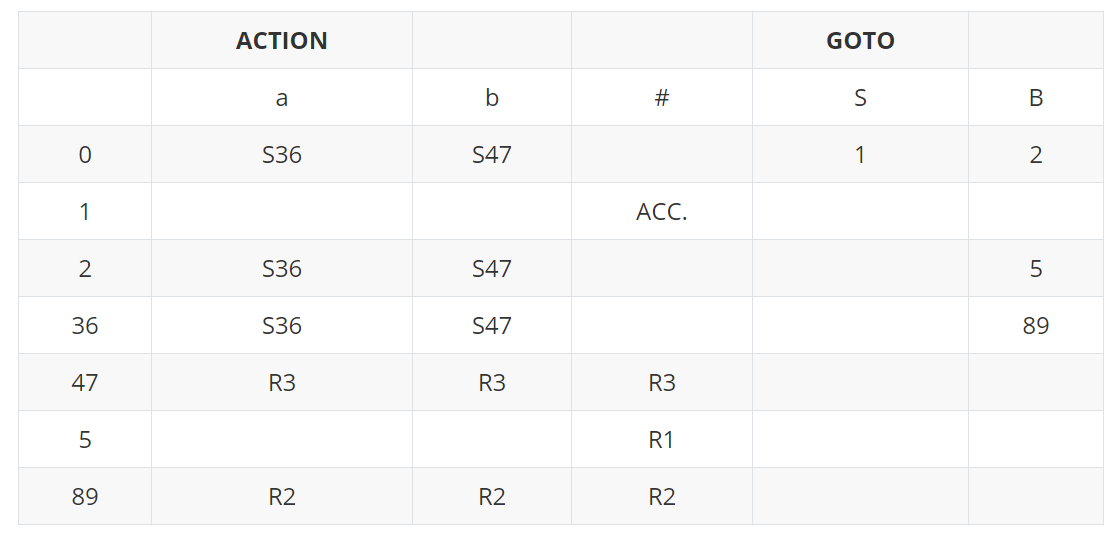 ACTION GOTO
a b # S B
0 S36 S47 1 2
1 ACC.
2 S36 S47 5
36 S36 S47 89
47 R3 R3 R3
5 R1
89 R2 R2 R2